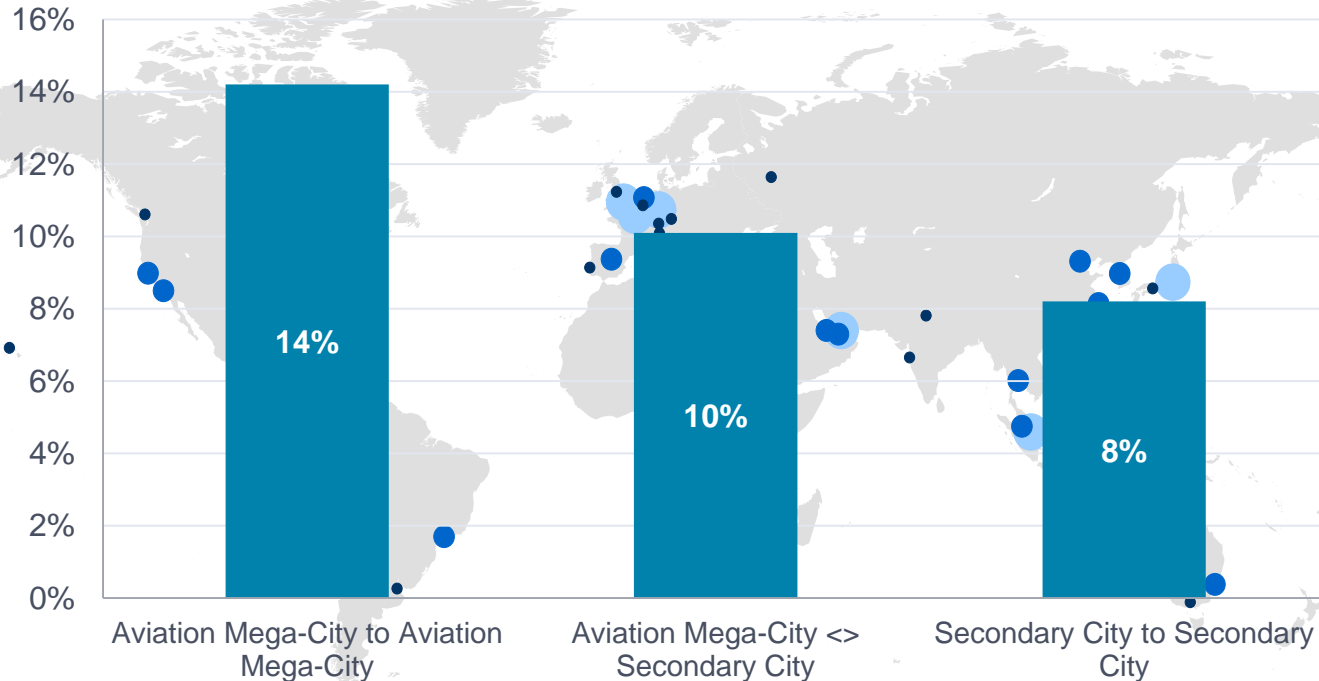 16%
14%
12%
10%
8%
6%
4%
2%
0%
14%
10%
8%
Aviation Mega-City to Aviation
Mega-City
Aviation Mega-City <>
Secondary City
Secondary City to Secondary
City